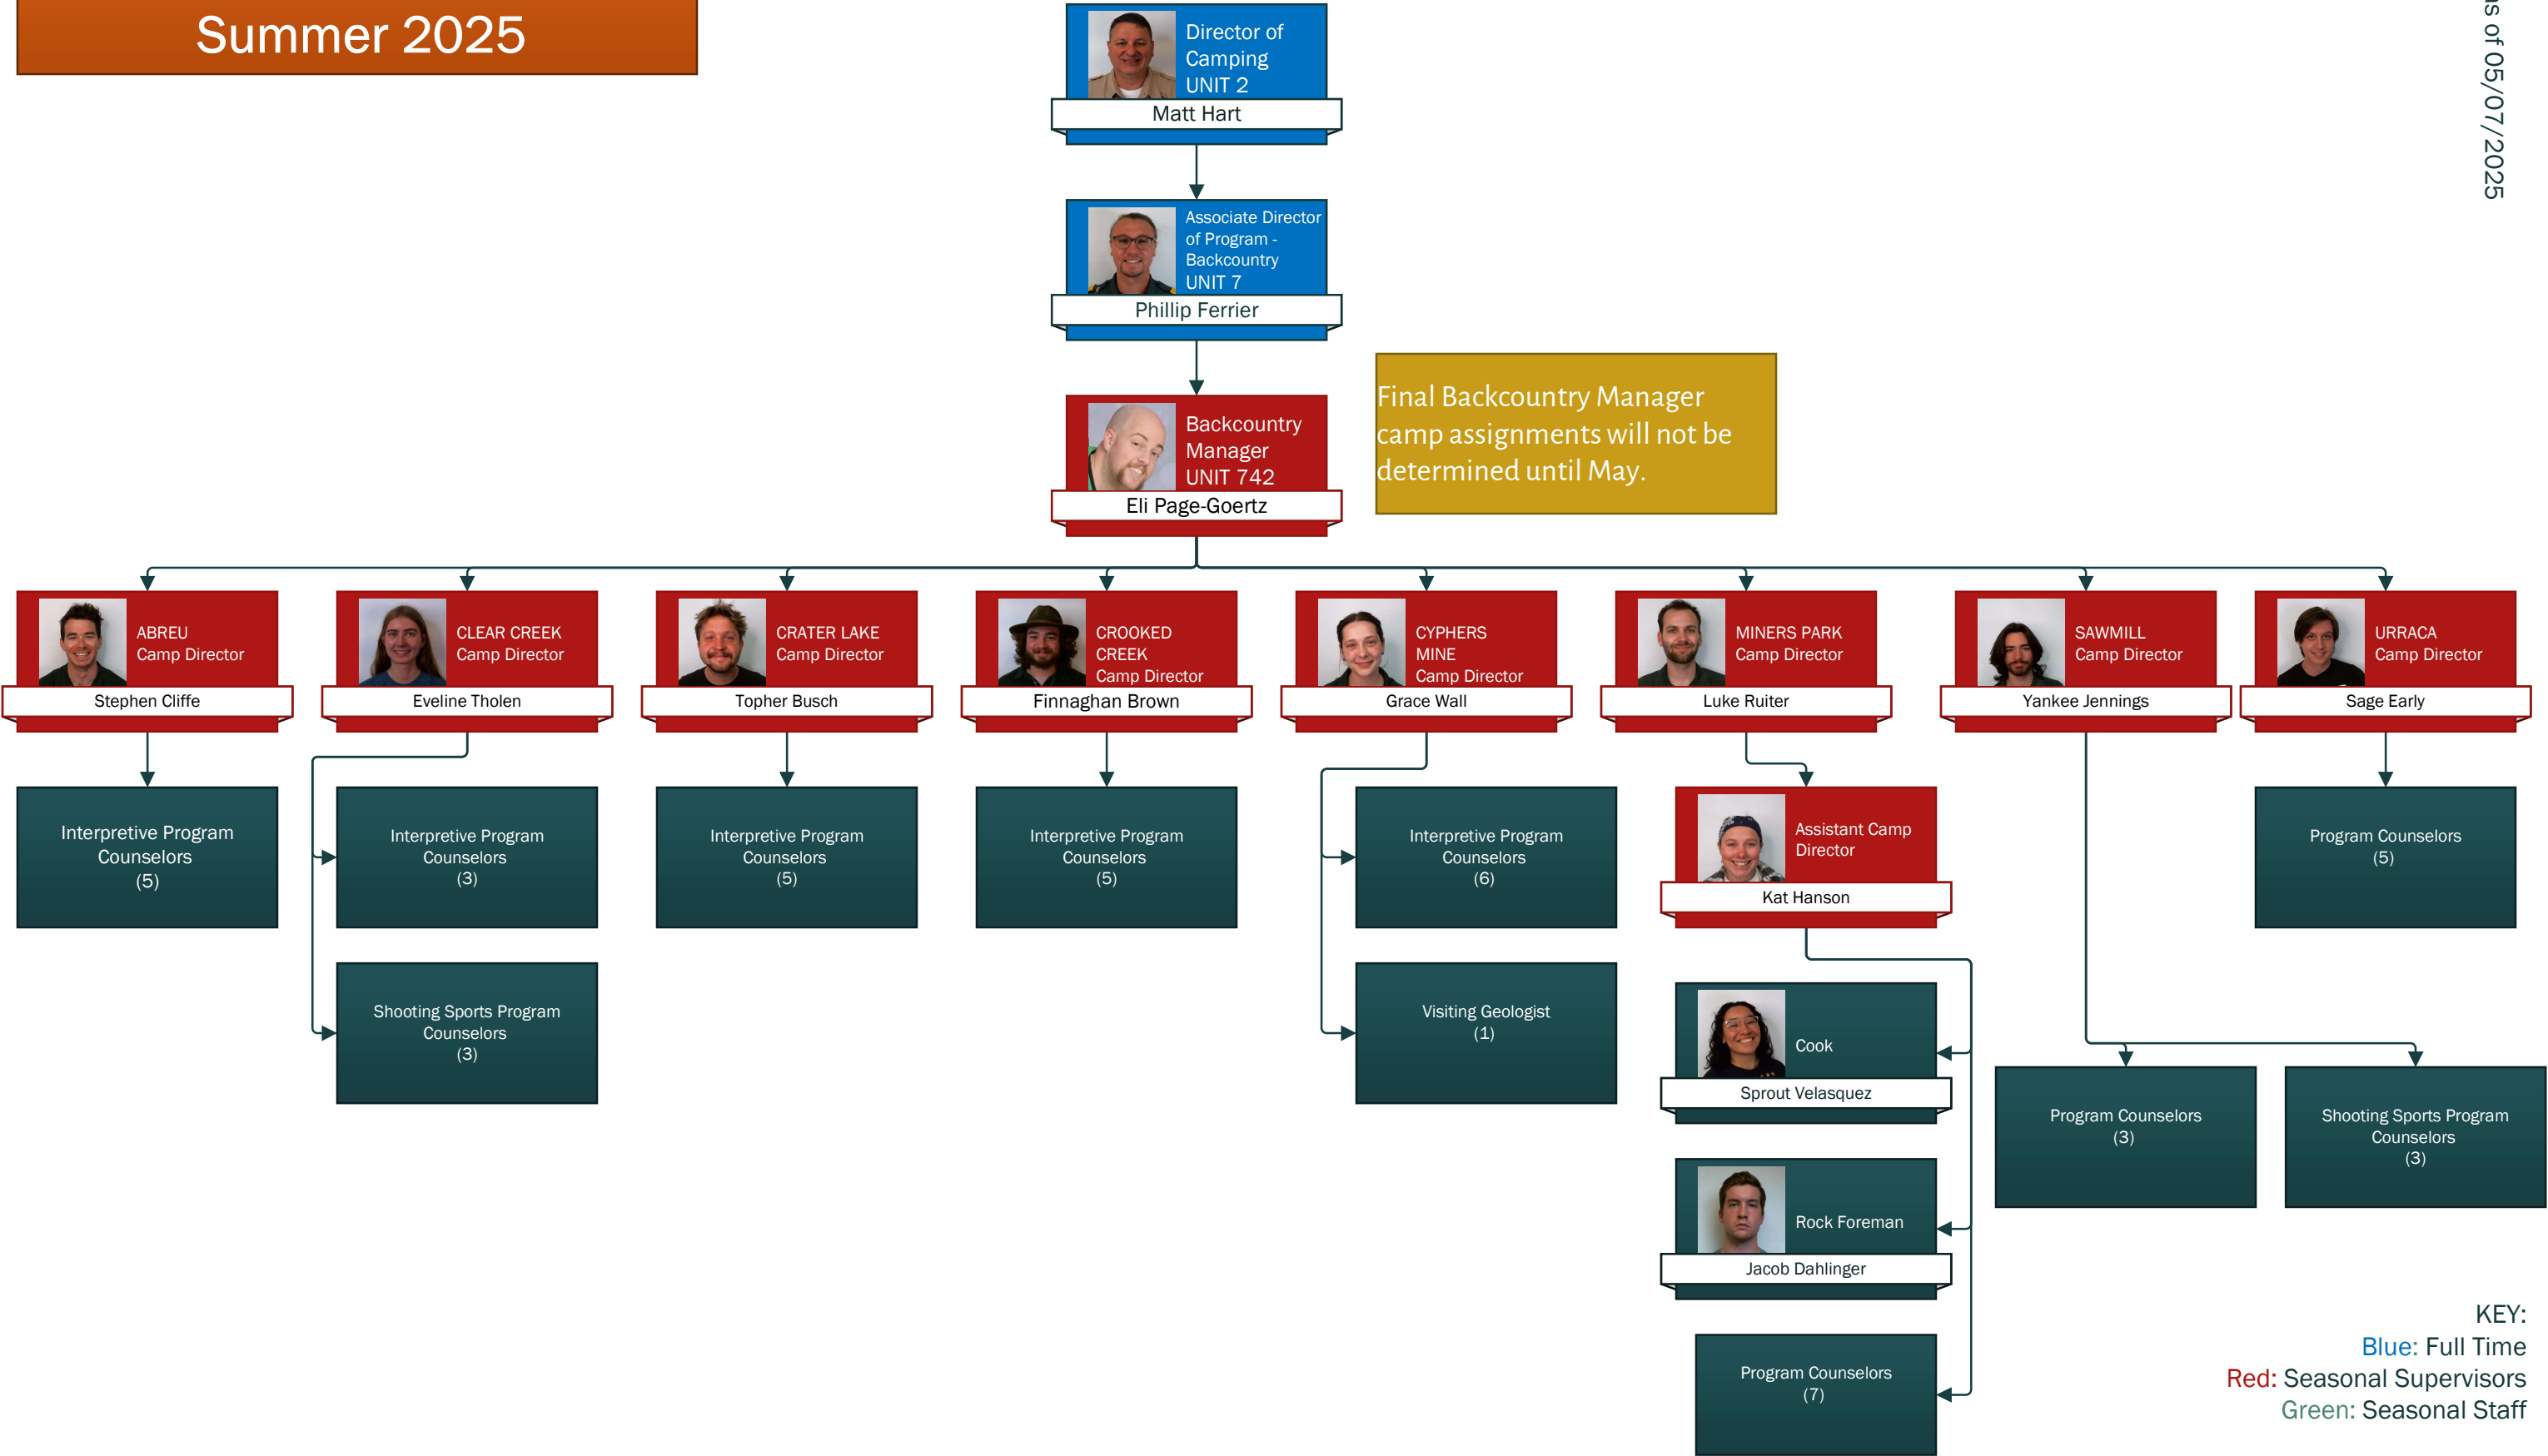 Summer 2025
as of 05/07/2025
Director of
Camping
UNIT 2
Matt Hart
Associate Director
of Program -
Backcountry
UNIT 7
Phillip Ferrier
Backcountry
Manager
UNIT 742
Eli Page-Goertz
Final Backcountry Manager
camp assignments will not be
determined until May.
ABREU
Camp Director
Stephen Cliffe
CLEAR CREEK
Camp Director
Eveline Tholen
CRATER LAKE
Camp Director
Topher Busch
CROOKED
CREEK
Camp Director
Finnaghan Brown
CYPHERS
MINE
Camp Director
Grace Wall
MINERS PARK
Camp Director
Luke Ruiter
SAWMILL
Camp Director
Yankee Jennings
URRACA
Camp Director
Sage Early
Interpretive Program
Counselors
(5)
Interpretive Program
Counselors
(3)
Interpretive Program
Counselors
(5)
Interpretive Program
Counselors
(5)
Interpretive Program
Counselors
(6)
Assistant Camp
Director
Kat Hanson
Program Counselors
(5)
Shooting Sports Program
Counselors
(3)
Visiting Geologist
(1)
Cook
Sprout Velasquez
Program Counselors
(3)
Shooting Sports Program
Counselors
(3)
Rock Foreman
Jacob Dahlinger
Program Counselors
(7)
KEY:
Blue: Full Time
Red: Seasonal Supervisors
Green: Seasonal Staff